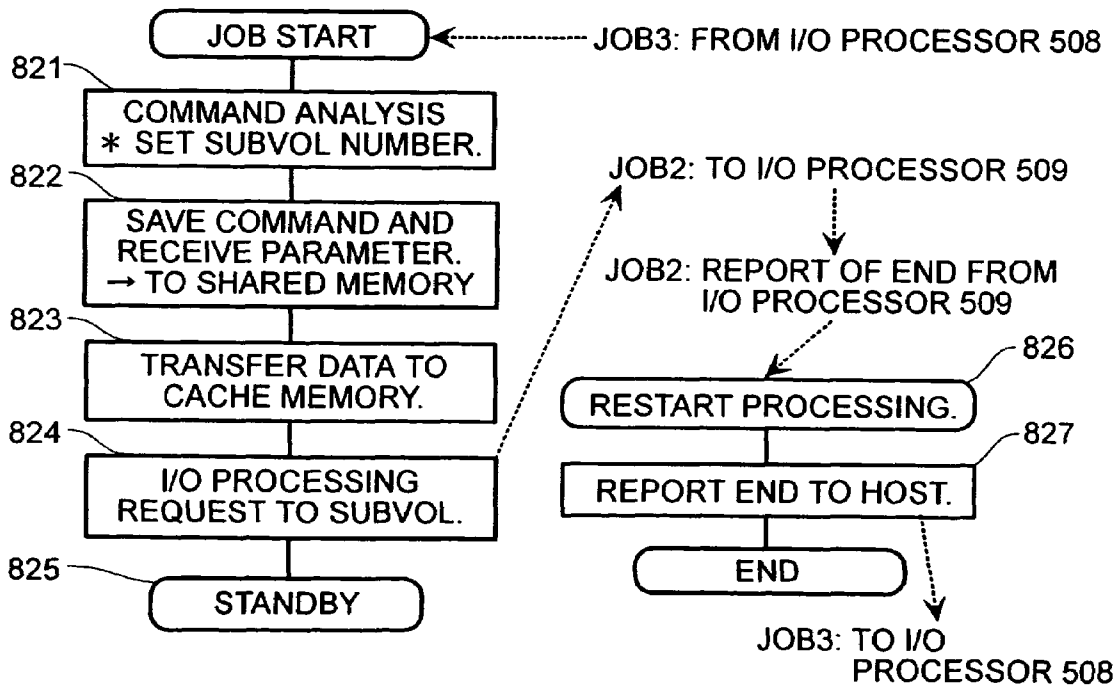 JOB START
JOB3: FROM I/O PROCESSOR 508
821
COMMAND ANALYSIS
* SET SUBVOL NUMBER.
822
SAVE COMMAND AND
RECEIVE PARAMETER.
→ TO SHARED MEMORY
823
TRANSFER DATA TO
CACHE MEMORY.
824
I/O PROCESSING
REQUEST TO SUBVOL.
825
STANDBY
JOB2: TO I/O PROCESSOR 509
JOB2: REPORT OF END FROM
I/O PROCESSOR 509
826
RESTART PROCESSING.
827
REPORT END TO HOST.
END
JOB3: TO I/O
PROCESSOR 508